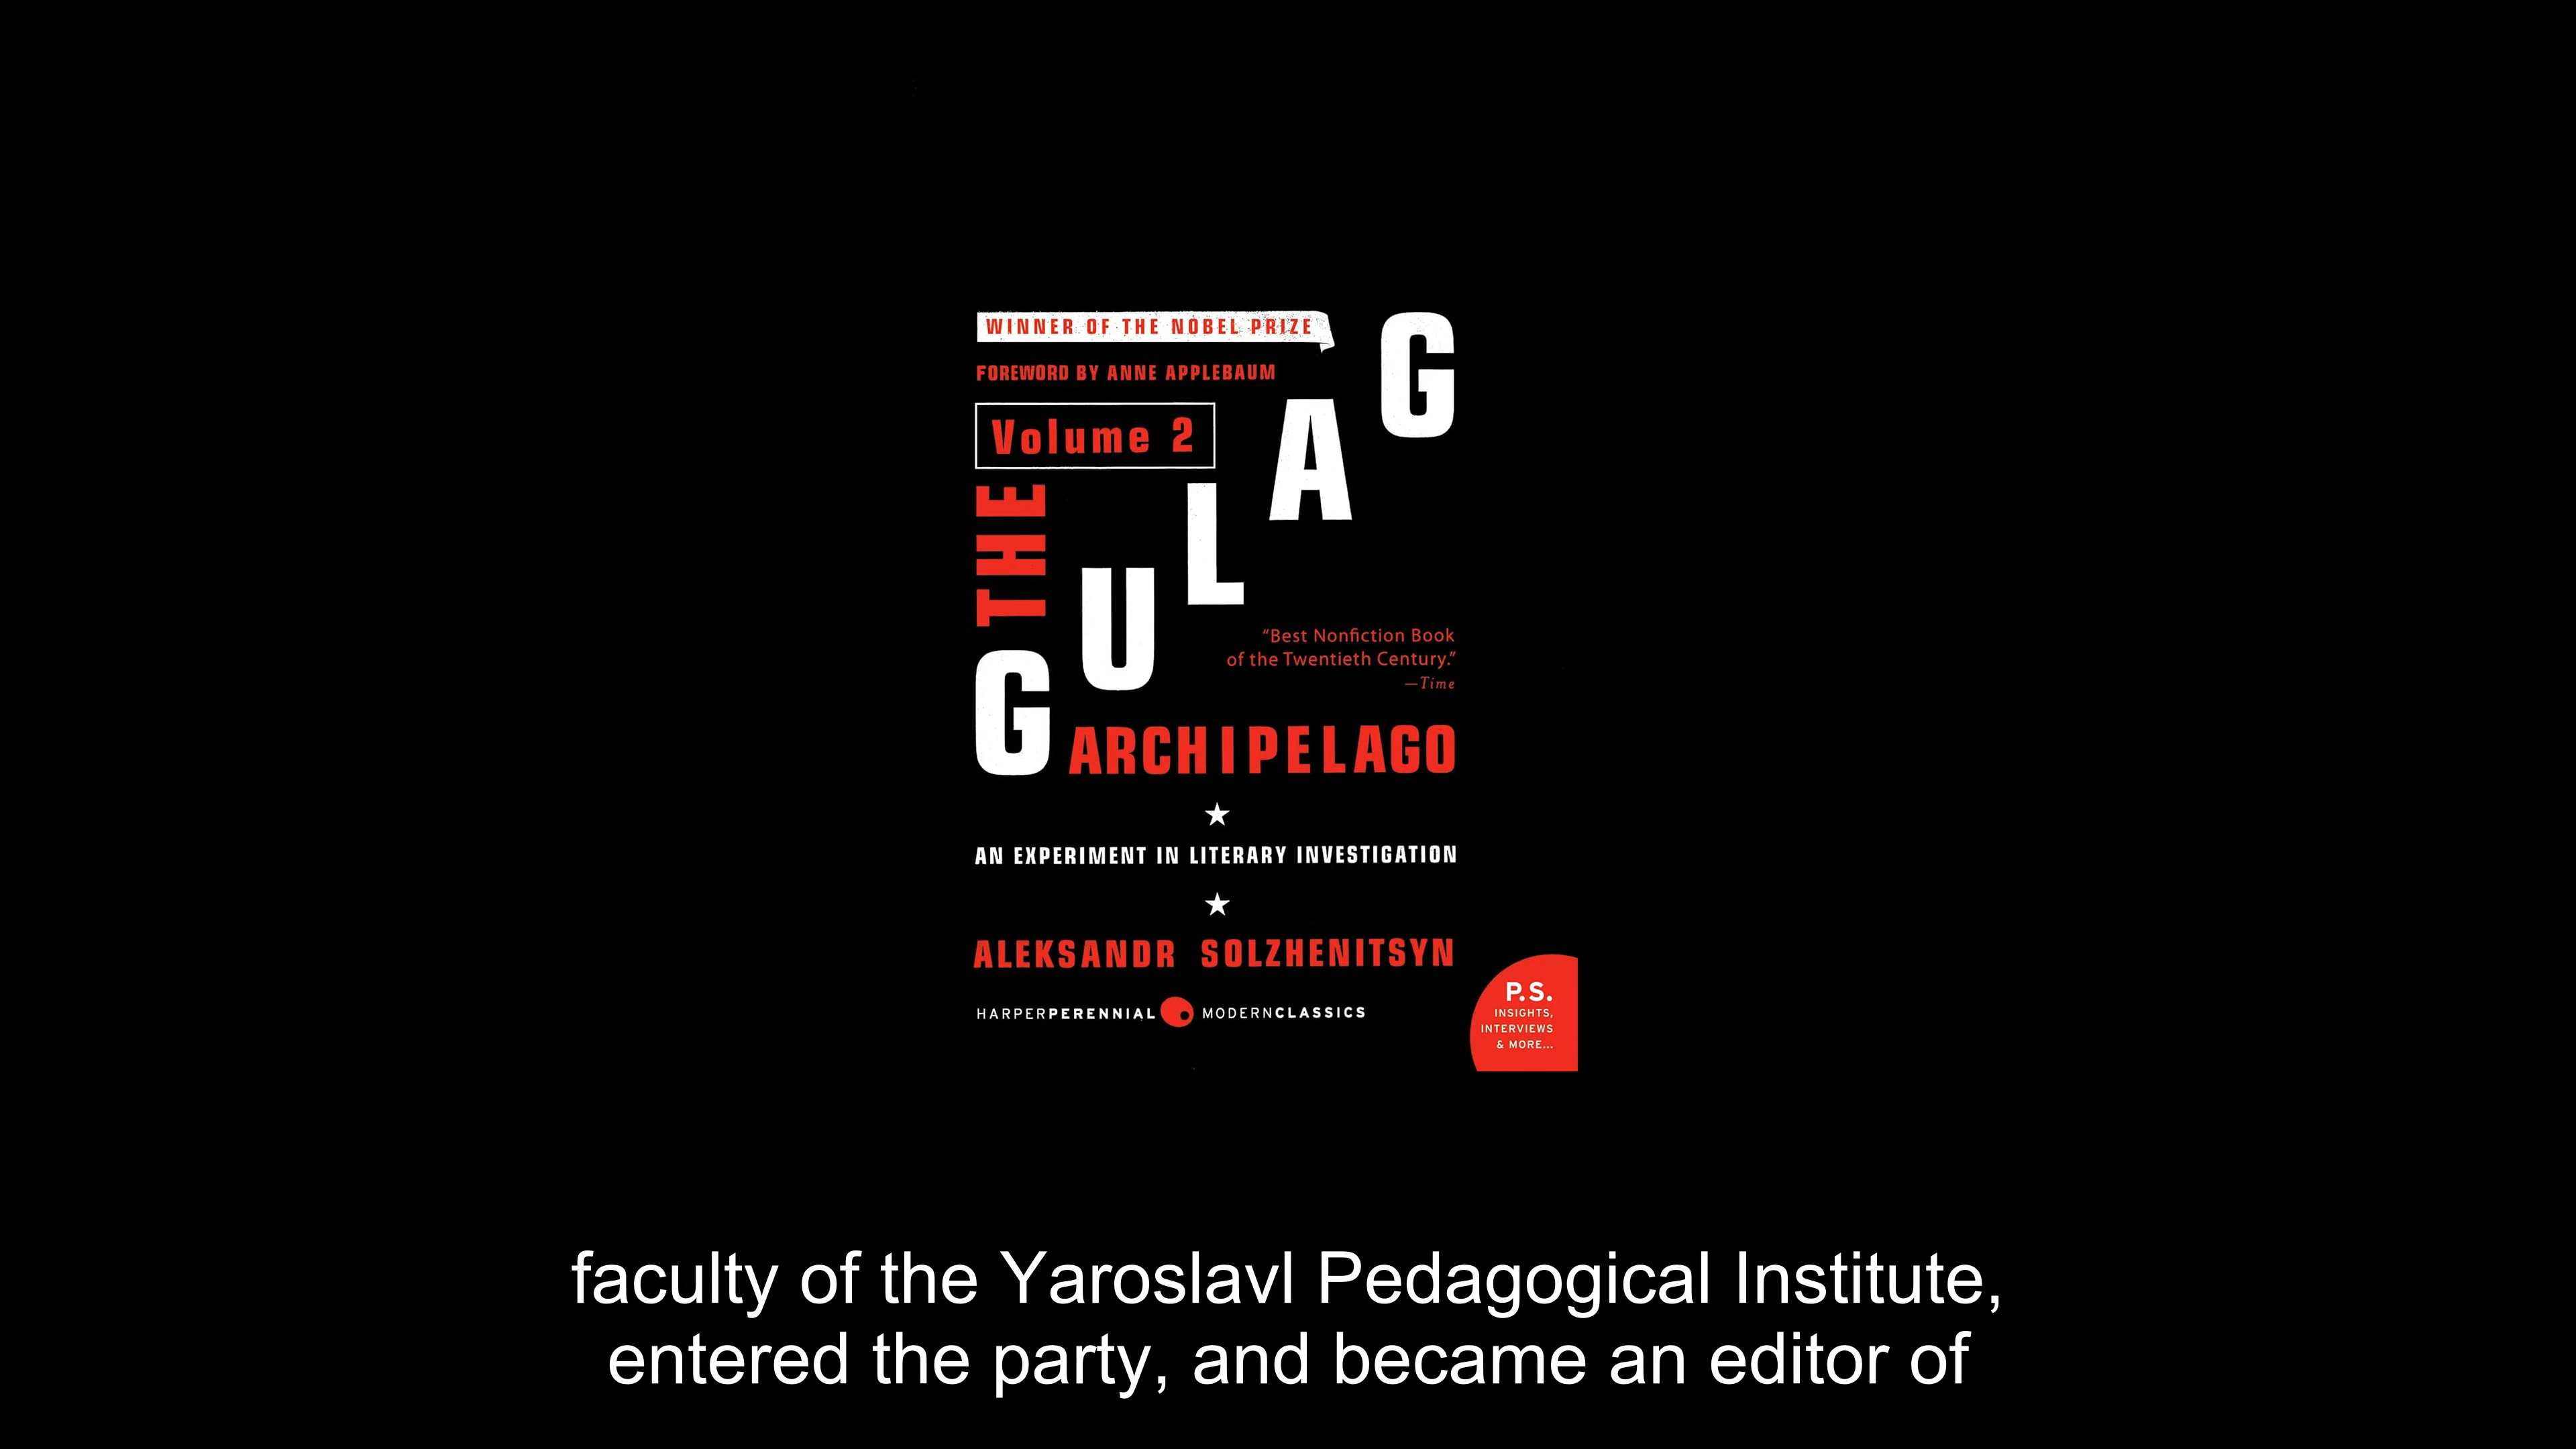 WINNER OF THE NOBEL PRIZE
FOREWORD BY ANNE APPLEBAUM
Volume 2
THE
GULAG
"Best Nonfiction Book
of the Twentieth Century."
—Time
ARCHIPELAGO
AN EXPERIMENT IN LITERARY INVESTIGATION
ALEKSANDR SOLZHENITSYN
HARPERPERENNIAL MODERNCLASSICS
P.S.
INSIGHTS,
INTERVIEWS
& MORE...
faculty of the Yaroslavl Pedagogical Institute,
entered the party, and became an editor of